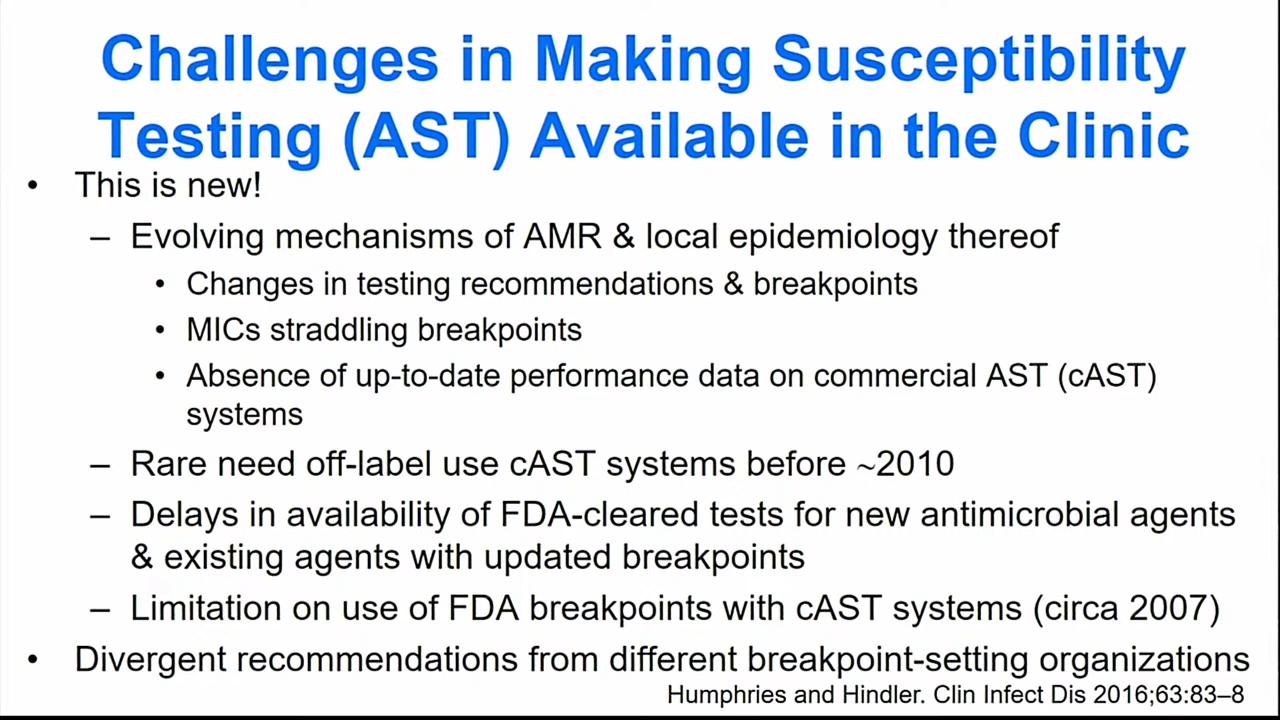 Challenges in Making Susceptibility
Testing (AST) Available in the Clinic
• This is new!
– Evolving mechanisms of AMR & local epidemiology thereof
• Changes in testing recommendations & breakpoints
• MICs straddling breakpoints
• Absence of up-to-date performance data on commercial AST (cAST)
systems
– Rare need off-label use cAST systems before ~2010
– Delays in availability of FDA-cleared tests for new antimicrobial agents
& existing agents with updated breakpoints
– Limitation on use of FDA breakpoints with cAST systems (circa 2007)
• Divergent recommendations from different breakpoint-setting organizations
Humphries and Hindler. Clin Infect Dis 2016;63:83–8